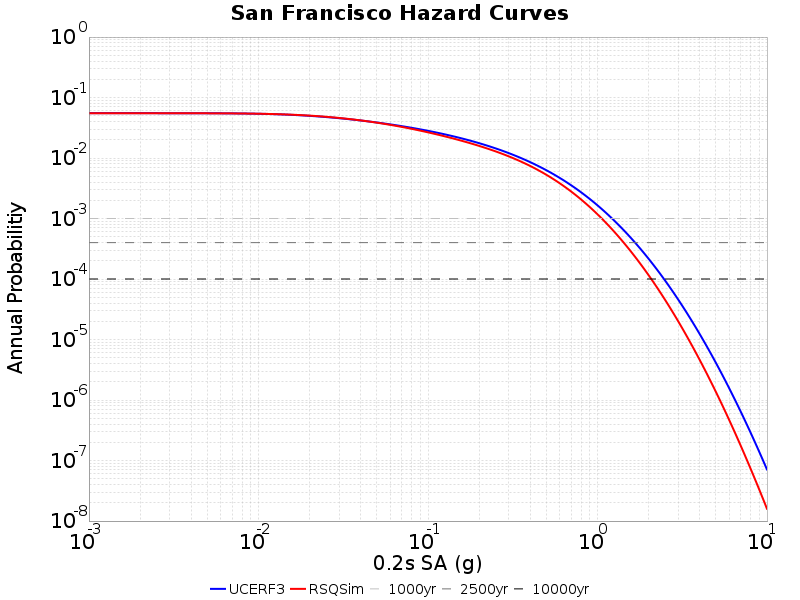 San Francisco Hazard Curves
10^0
10^-1
10^-2
10^-3
10^-4
10^-5
10^-6
10^-7
10^-8
Annual Probabilitiy
10^-3 10^-2 10^-1 10^0 10^1
0.2s SA (g)
UCERF3 RSQSim 1000yr 2500yr 10000yr